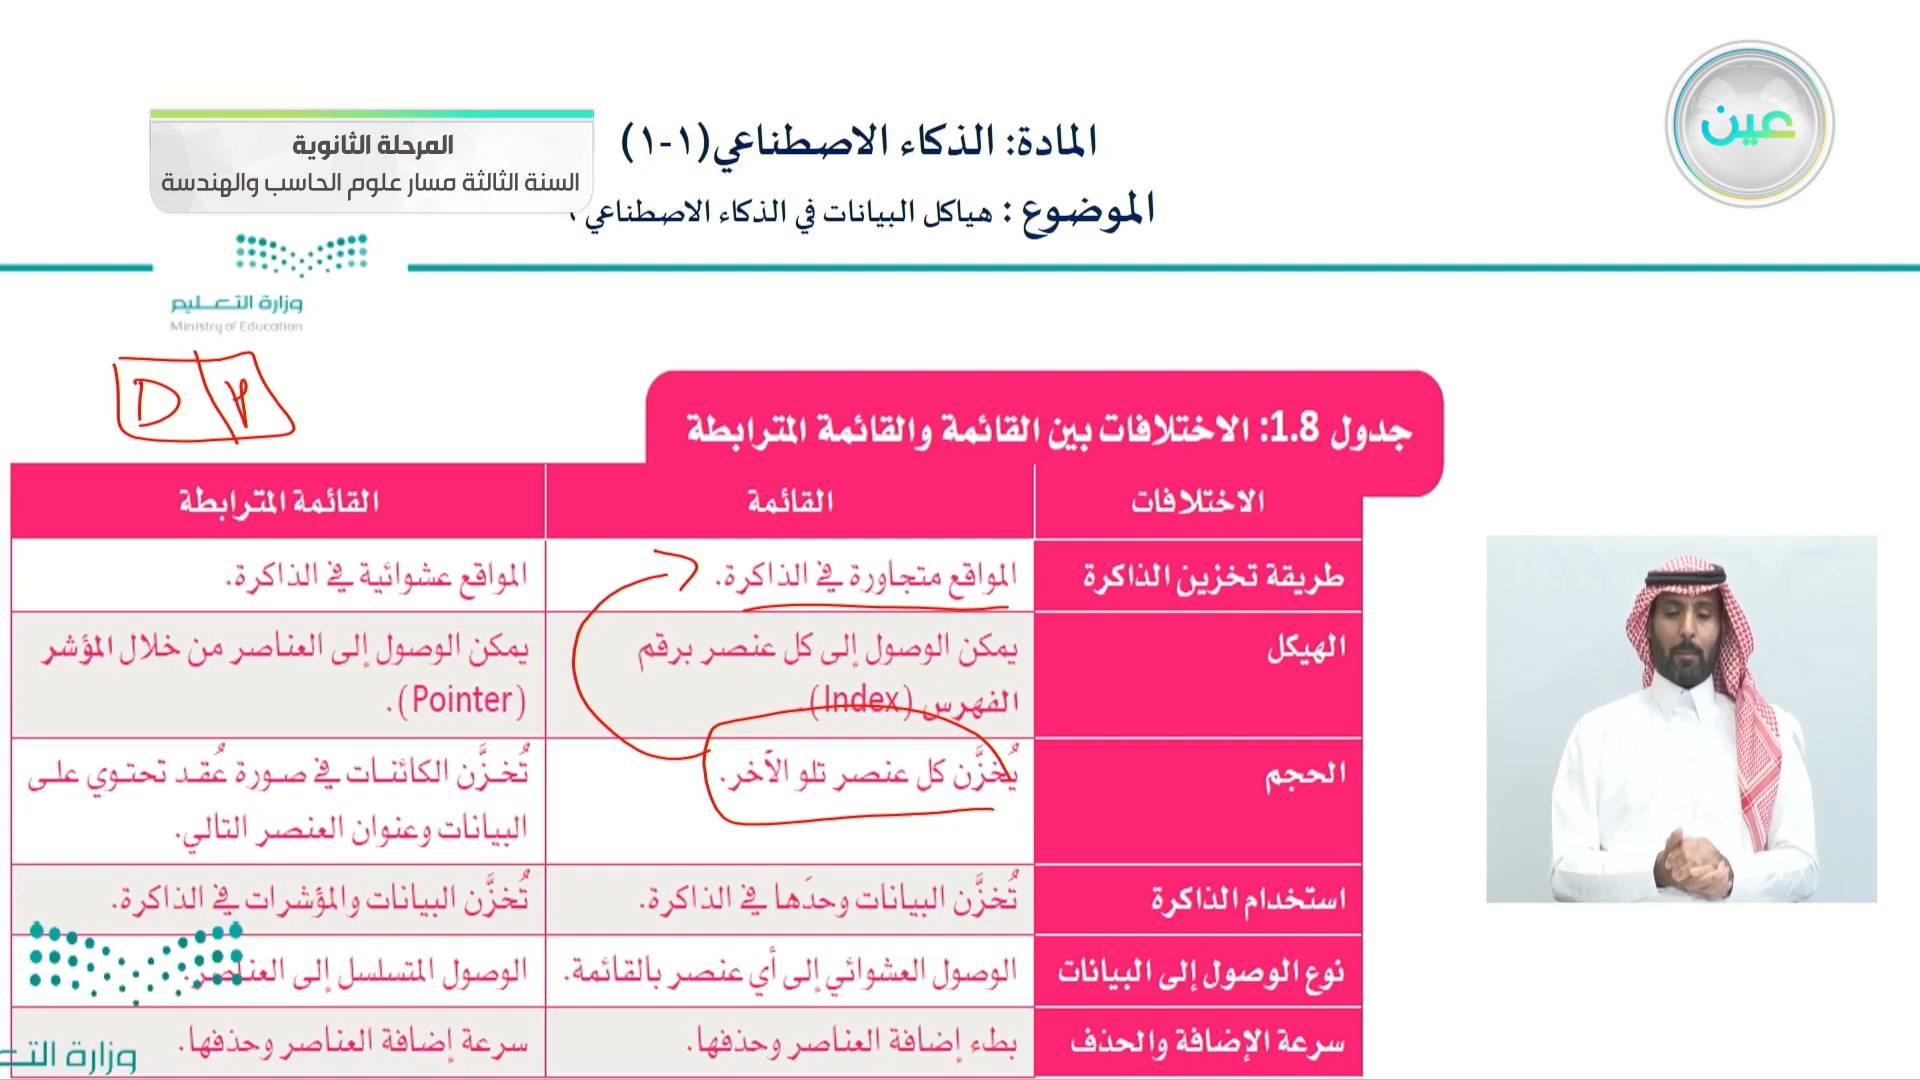 عين
المادة: الذكاء الاصطناعي(١-١)
المرحلة الثانوية
السنة الثالثة مسار علوم الحاسب والهندسة
الموضوع : هياكل البيانات في الذكاء الاصطناعي
وزارة التعليم
Ministry of Education
D P
جدول 1.8: الاختلافات بين القائمة والقائمة المترابطة
الاختلافات القائمة القائمة المترابطة
طريقة تخزين الذاكرة المواقع متجاورة في الذاكرة. المواقع عشوائية في الذاكرة.
الهيكل يمكن الوصول إلى كل عنصر برقم الفهرس (Index). يمكن الوصول إلى العناصر من خلال المؤشر (Pointer).
الحجم يُخزَّن كل عنصر تلو الآخر. تُخزَّن الكائنات في صورة عُقد تحتوي على البيانات وعنوان العنصر التالي.
استخدام الذاكرة تُخزَّن البيانات وحدَها في الذاكرة. تُخزَّن البيانات والمؤشرات في الذاكرة.
نوع الوصول إلى البيانات الوصول العشوائي إلى أي عنصر بالقائمة. الوصول المتسلسل إلى العناصر.
سرعة الإضافة والحذف بطء إضافة العناصر وحذفها. سرعة إضافة العناصر وحذفها.
وزارة